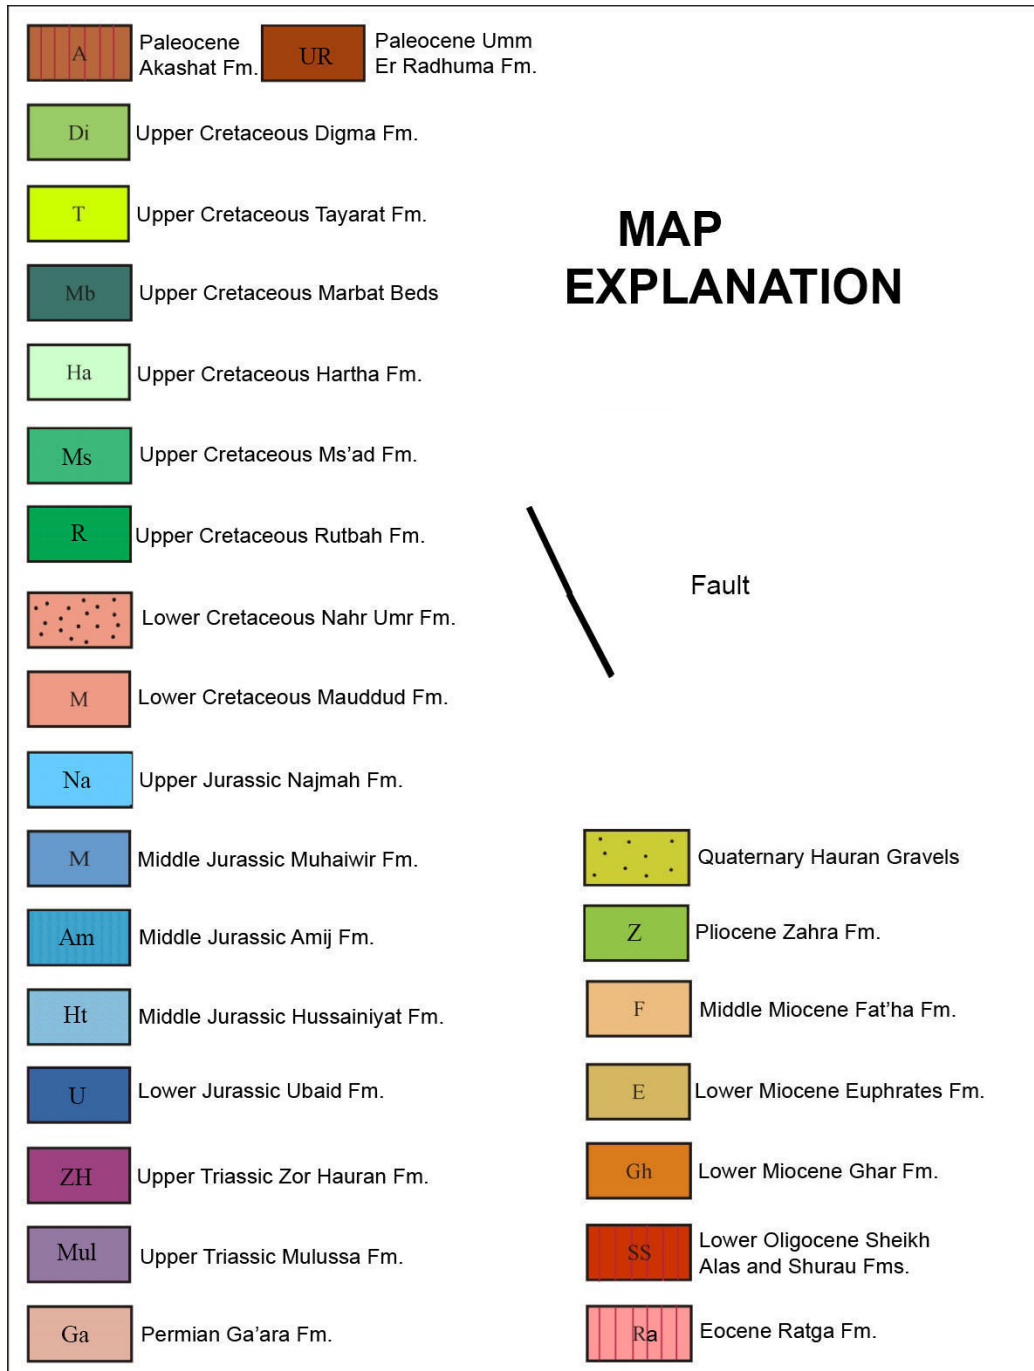 A
Paleocene
Akashat Fm.
UR
Paleocene Umm
Er Radhuma Fm.
Di
Upper Cretaceous Digma Fm.
T
Upper Cretaceous Tayarat Fm.
MAP
EXPLANATION
Mb
Upper Cretaceous Marbat Beds
Ha
Upper Cretaceous Hartha Fm.
Ms
Upper Cretaceous Ms'ad Fm.
R
Upper Cretaceous Rutbah Fm.
Fault
Lower Cretaceous Nahr Umr Fm.
M
Lower Cretaceous Mauddud Fm.
Na
Upper Jurassic Najmah Fm.
M
Middle Jurassic Muhaiwir Fm.
Am
Middle Jurassic Amij Fm.
Ht
Middle Jurassic Hussainiyat Fm.
U
Lower Jurassic Ubaid Fm.
ZH
Upper Triassic Zor Hauran Fm.
Mul
Upper Triassic Mulussa Fm.
Ga
Permian Ga'ara Fm.
Quaternary Hauran Gravels
Z
Pliocene Zahra Fm.
F
Middle Miocene Fat'ha Fm.
E
Lower Miocene Euphrates Fm.
Gh
Lower Miocene Ghar Fm.
SS
Lower Oligocene Sheikh
Alas and Shurau Fms.
Ra
Eocene Ratga Fm.